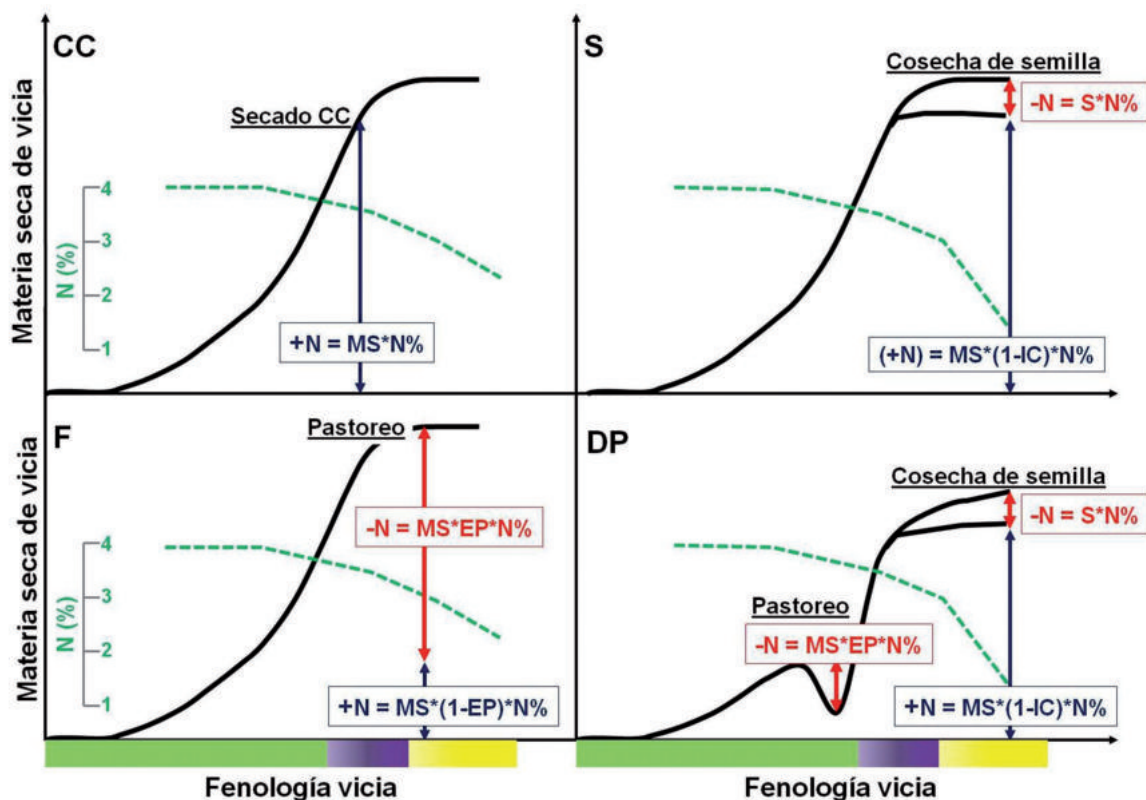 CC
Secado CC
Materia seca de vicia
N (%)
4
3
2
1
+N = MS*N%
S
Cosecha de semilla
-N = S*N%
(+N) = MS*(1-IC)*N%
F
Pastoreo
Materia seca de vicia
N (%)
4
3
2
1
-N = MS*EP*N%
+N = MS*(1-EP)*N%
Fenología vicia
DP
Cosecha de semilla
-N = S*N%
Pastoreo
-N = MS*EP*N%
+N = MS*(1-IC)*N%
Fenología vicia